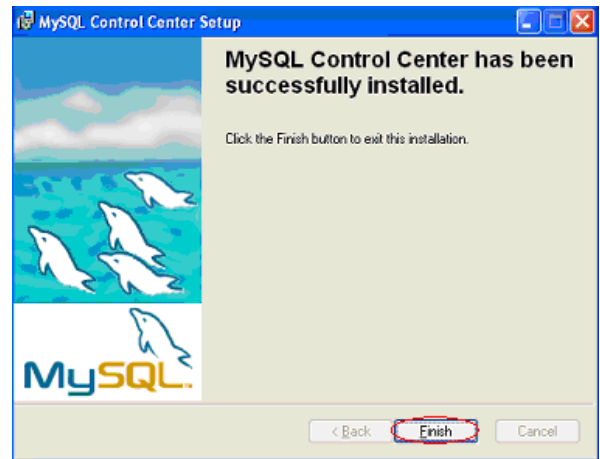 MySQL Control Center Setup
MySQL Control Center has been
successfully installed.
Click the Finish button to exit this installation.
MySQL.
< Back
Finish
Cancel